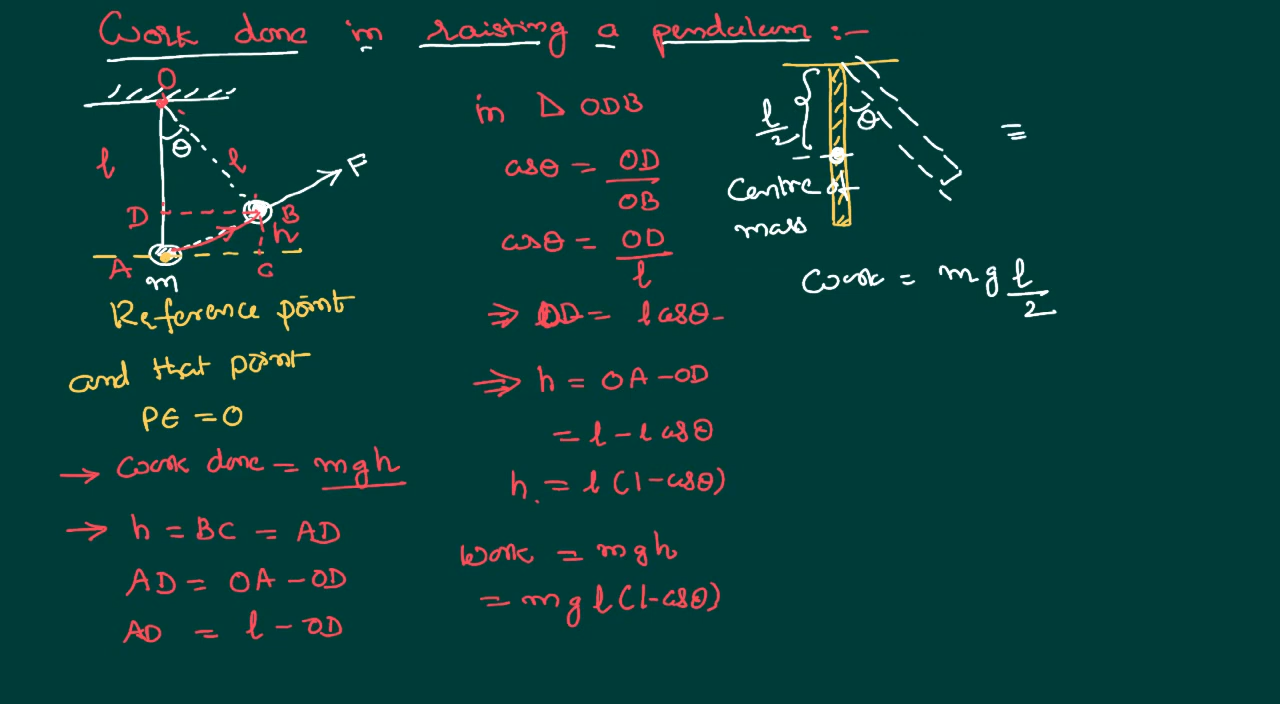 Work done in raisting a pendulum :-
O
θ
l
l
F
D
B
h
A
C
m
Reference point
and that point
PE = 0
→ Work done = mgh
→ h = BC = AD
AD = OA - OD
AD = l - OD
in △ ODB
cosθ = OD/OB
cosθ = OD/l
⇒ OD = l cosθ
⇒ h = OA - OD
= l - l cosθ
h = l (1 - cosθ)
Work = mgh
= mgl (1 - cosθ)
l/2
θ
=
Centre of
mass
Work = mg l/2